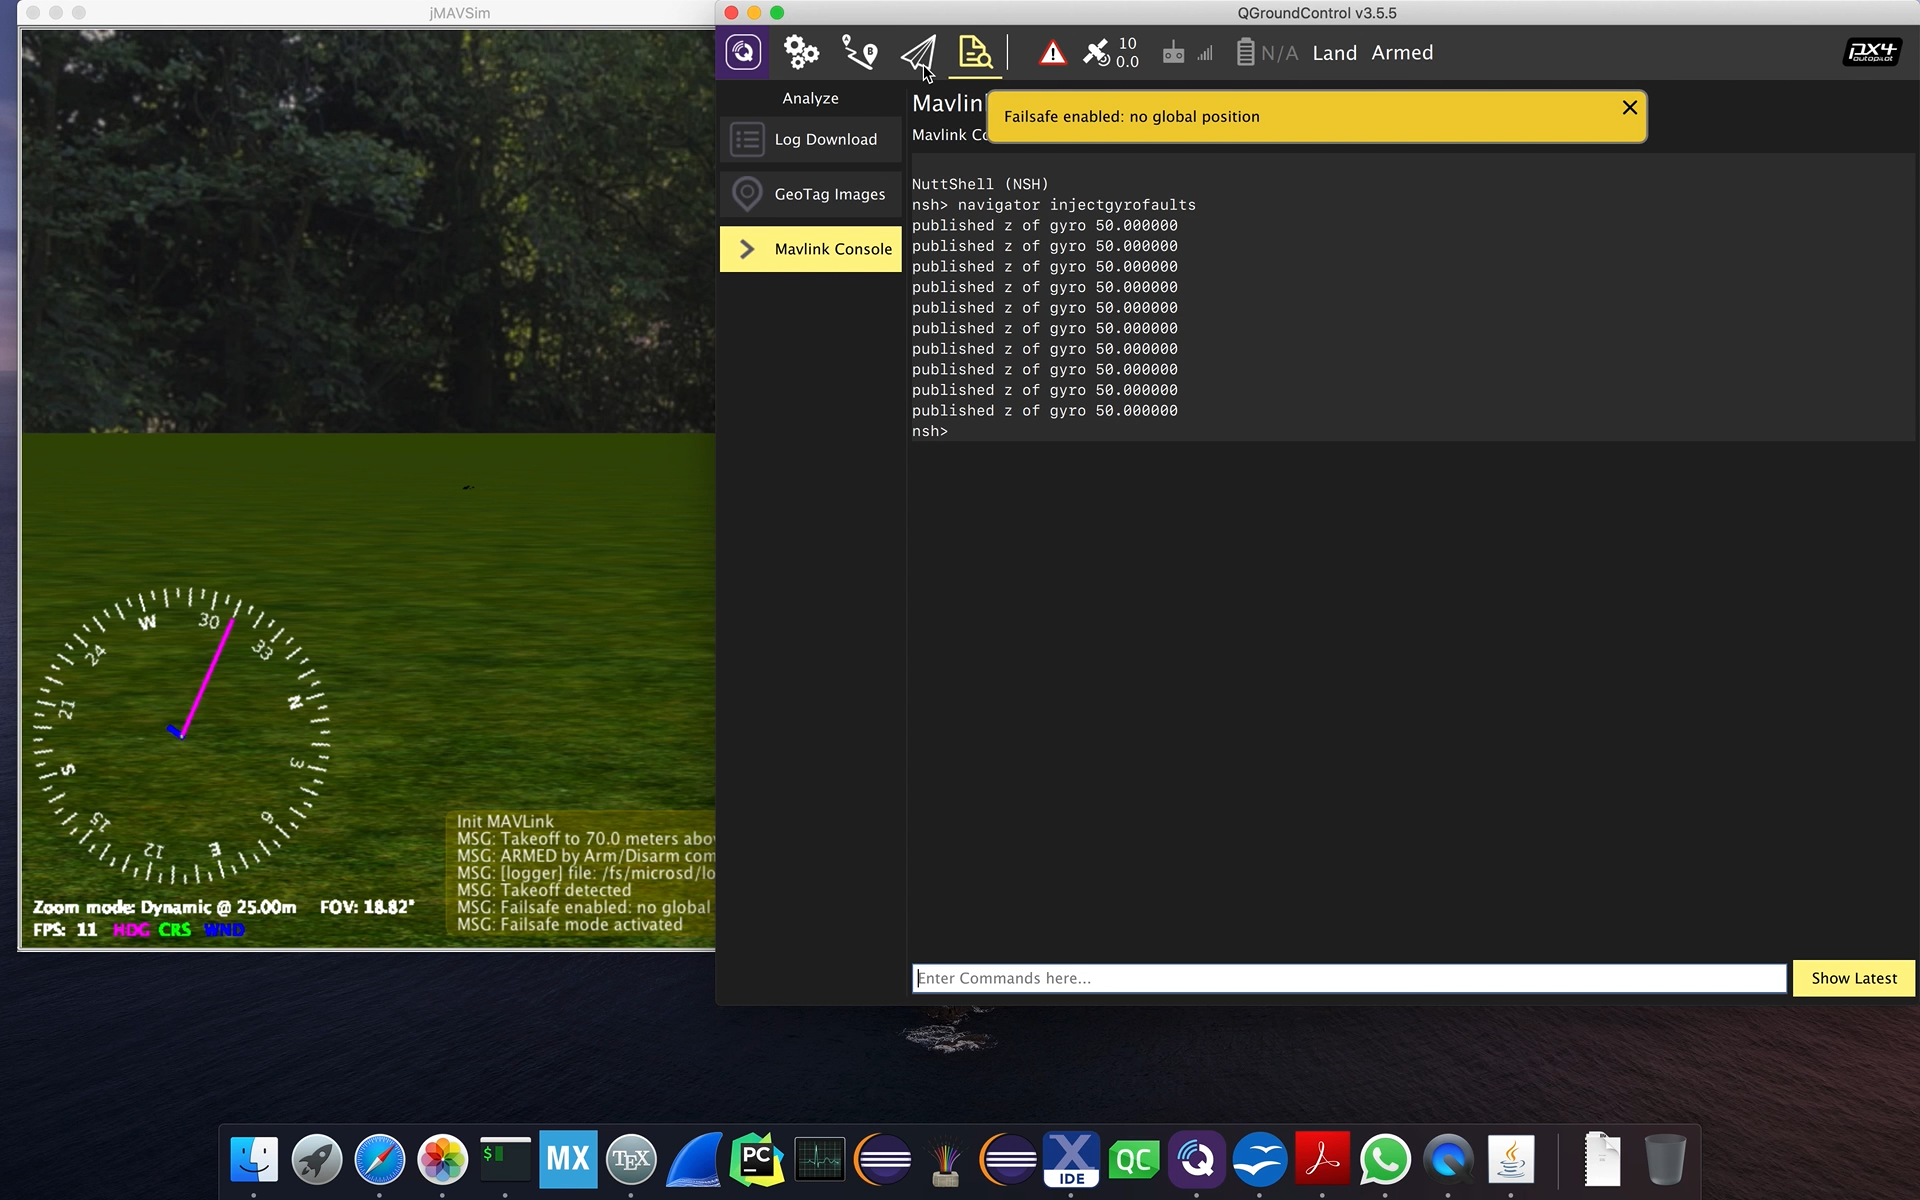 jMAVSim
QGroundControl v3.5.5
B
10
0.0
N/A
Land
Armed
px4
autopilot
Analyze
Log Download
GeoTag Images
Mavlink Console
Mavlin
Mavlink Co
Failsafe enabled: no global position
NuttShell (NSH)
nsh> navigator injectgyrofaults
published z of gyro 50.000000
published z of gyro 50.000000
published z of gyro 50.000000
published z of gyro 50.000000
published z of gyro 50.000000
published z of gyro 50.000000
published z of gyro 50.000000
published z of gyro 50.000000
published z of gyro 50.000000
published z of gyro 50.000000
nsh>
W
30
33
N
3
6
E
12
15
S
21
24
Init MAVLink
MSG: Takeoff to 70.0 meters abov
MSG: ARMED by Arm/Disarm com
MSG: [logger] file: /fs/microsd/lo
MSG: Takeoff detected
MSG: Failsafe enabled: no global
MSG: Failsafe mode activated
Zoom mode: Dynamic @ 25.00m FOV: 18.82°
FPS: 11 HDG CRS WND
Enter Commands here...
Show Latest
$
MX
TEX
PC
X
IDE
QC